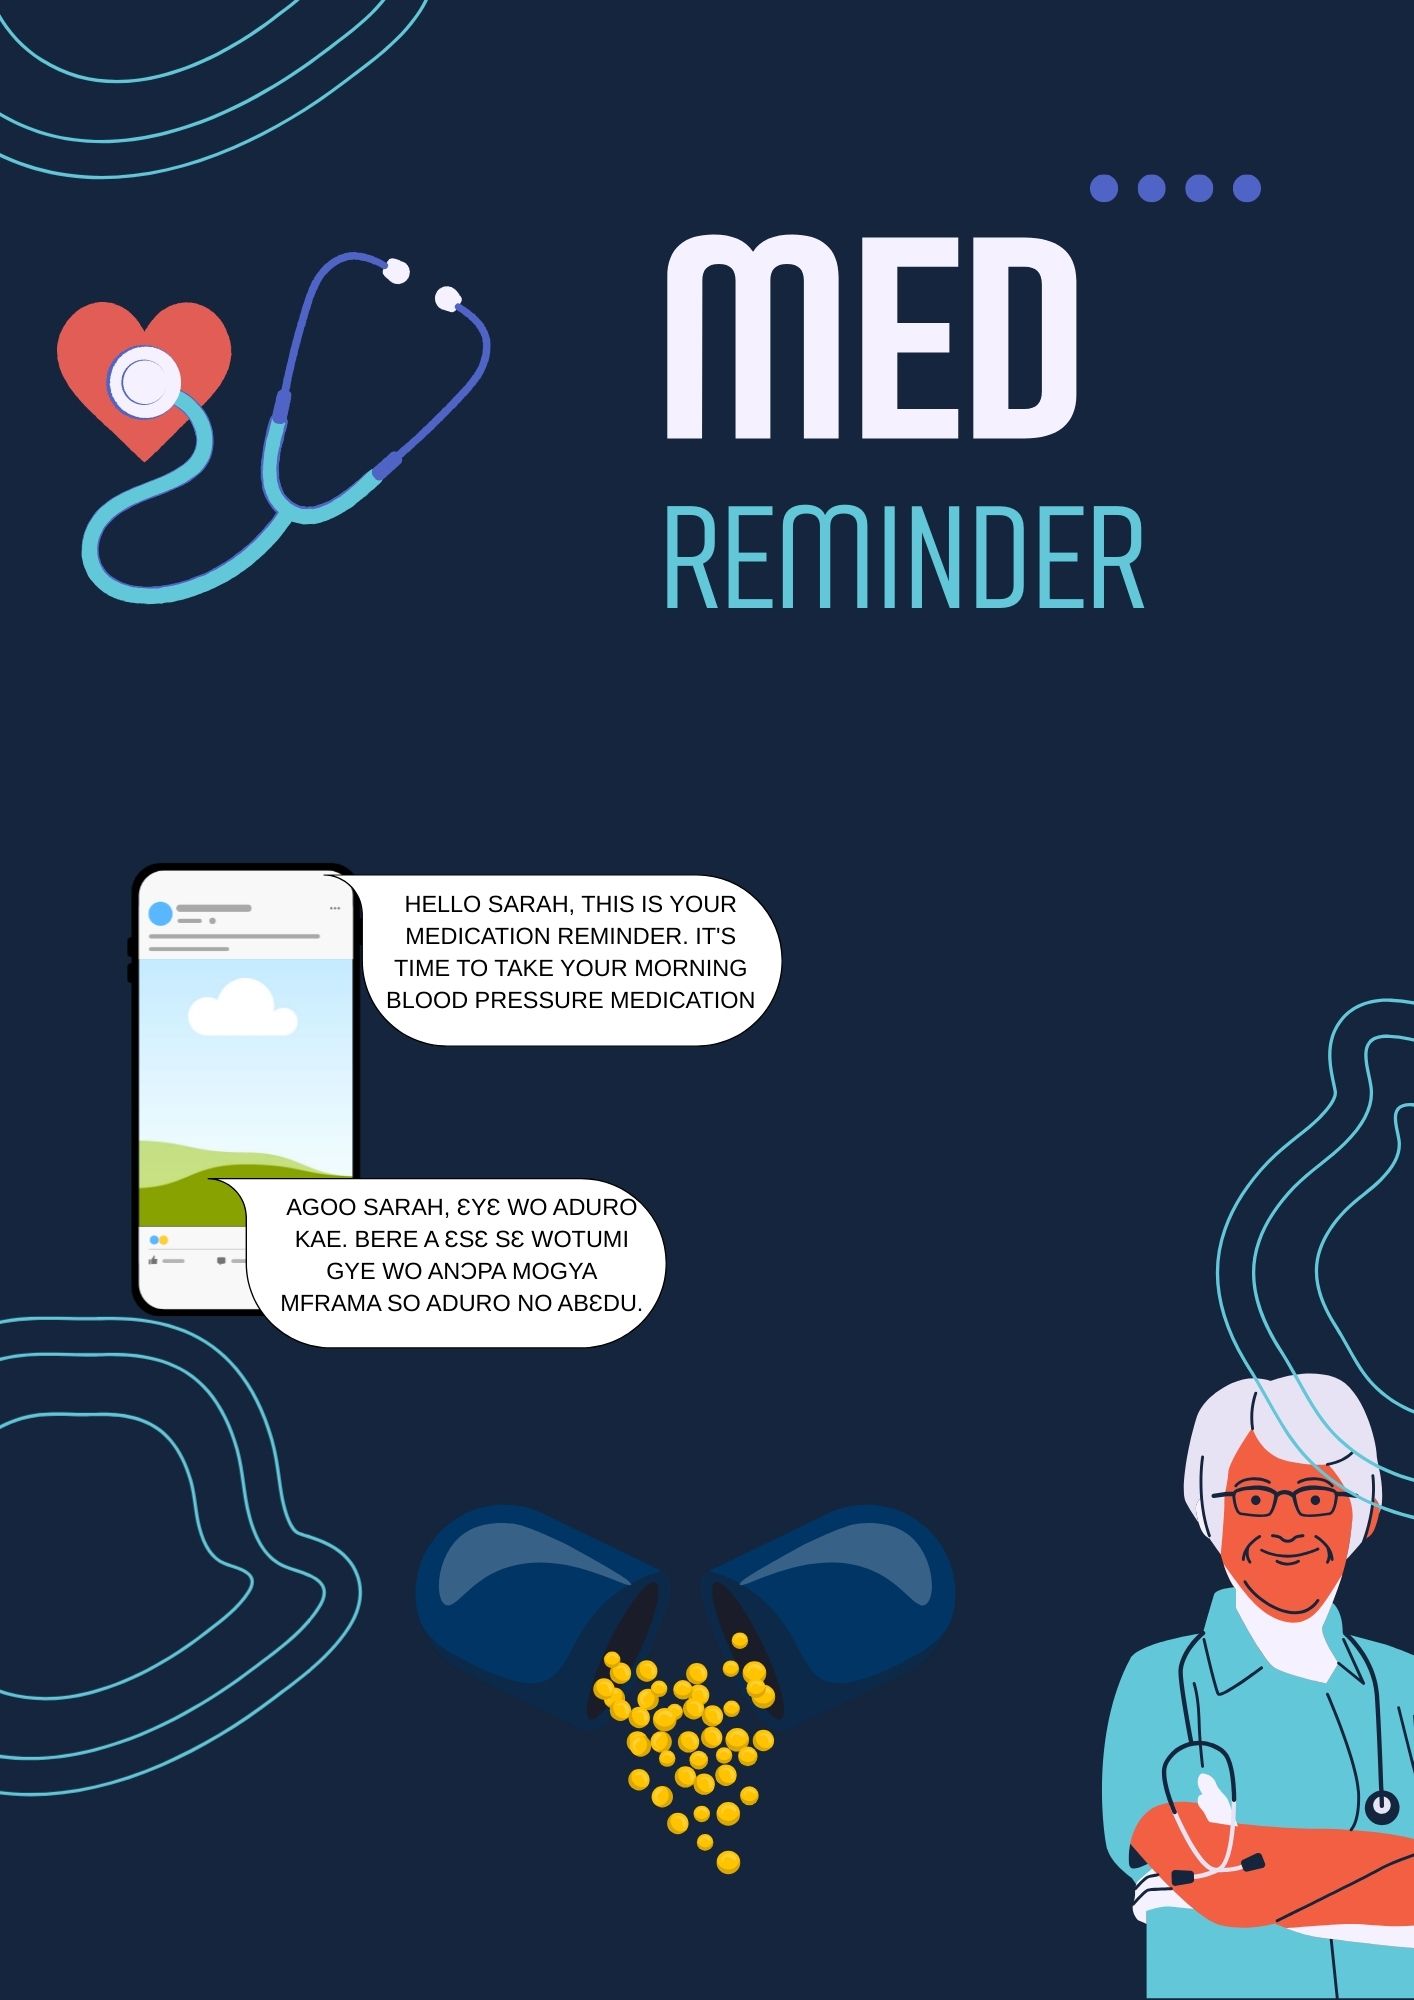 MED
REMINDER
HELLO SARAH, THIS IS YOUR
MEDICATION REMINDER. IT'S
TIME TO TAKE YOUR MORNING
BLOOD PRESSURE MEDICATION
AGOO SARAH, ƐYƐ WO ADURO
KAE. BERE A ƐSƐ SƐ WOTUMI
GYE WO ANƆPA MOGYA
MFRAMA SO ADURO NO ABƐDU.